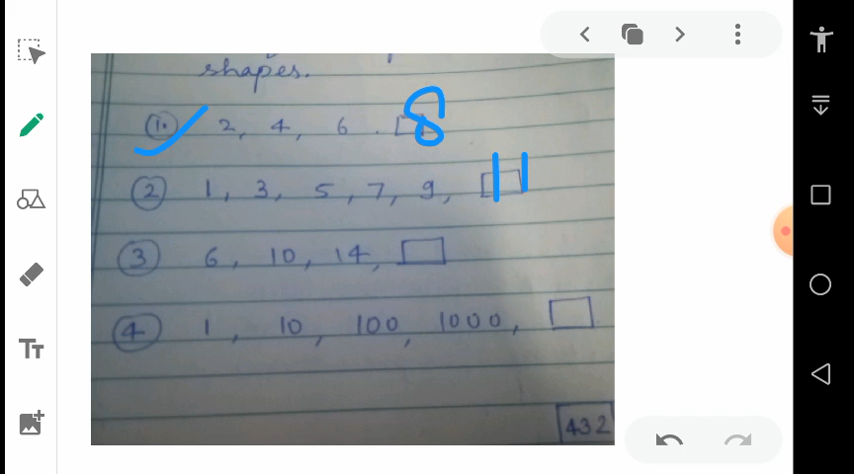 shapes.
① 2, 4, 6. 8
② 1, 3, 5, 7, 9, 11
③ 6, 10, 14,
④ 1, 10, 100, 1000,
432
Tт